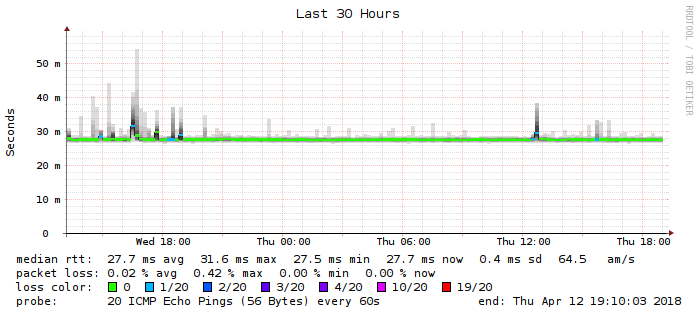 Last 30 Hours
RRDTOOL / TOBI OETIKER
Seconds
50 m
40 m
30 m
20 m
10 m
0
Wed 18:00 Thu 00:00 Thu 06:00 Thu 12:00 Thu 18:00
median rtt: 27.7 ms avg 31.6 ms max 27.5 ms min 27.7 ms now 0.4 ms sd 64.5 am/s
packet loss: 0.02 % avg 0.42 % max 0.00 % min 0.00 % now
loss color: 0 1/20 2/20 3/20 4/20 10/20 19/20
probe: 20 ICMP Echo Pings (56 Bytes) every 60s end: Thu Apr 12 19:10:03 2018